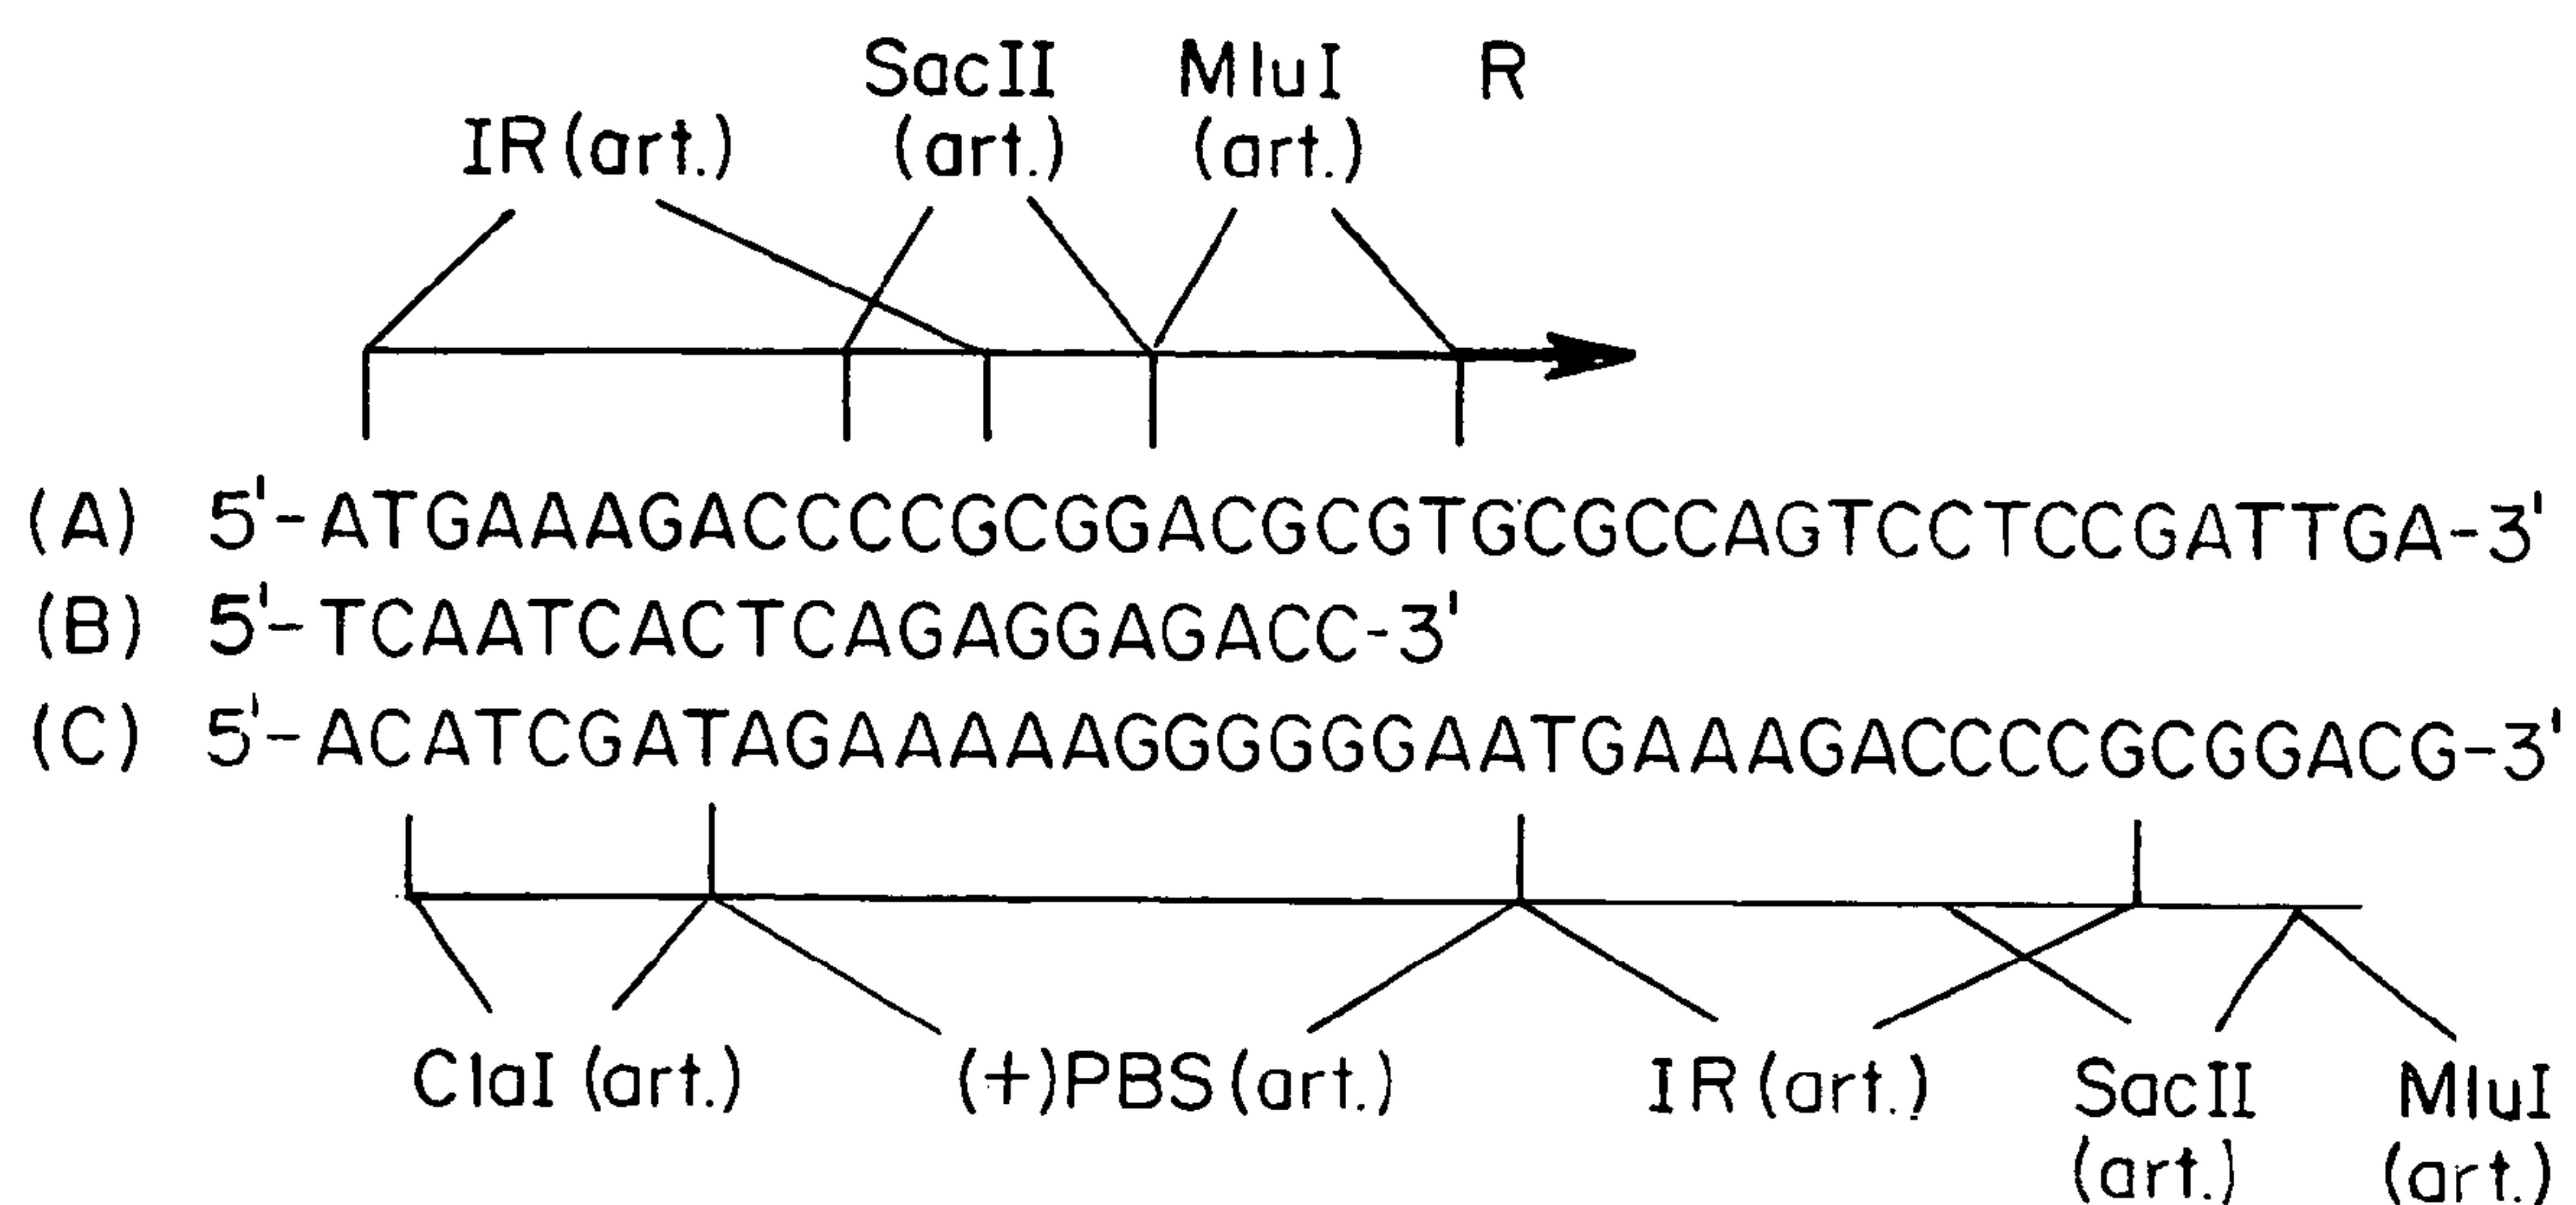 SacII MluI R
IR (art.) (art.) (art.)
(A) 5'-ATGAAAGACCCCGCGGACGCGTGCGCCAGTCCTCCGATTGA-3'
(B) 5'-TCAATCACTCAGAGGAGACC-3'
(C) 5'-ACATCGATAGAAAAAGGGGGGAATGAAAGACCCCGCGGACG-3'
ClaI (art.) (+)PBS (art.) IR (art.) SacII MluI
(art.) (art.)